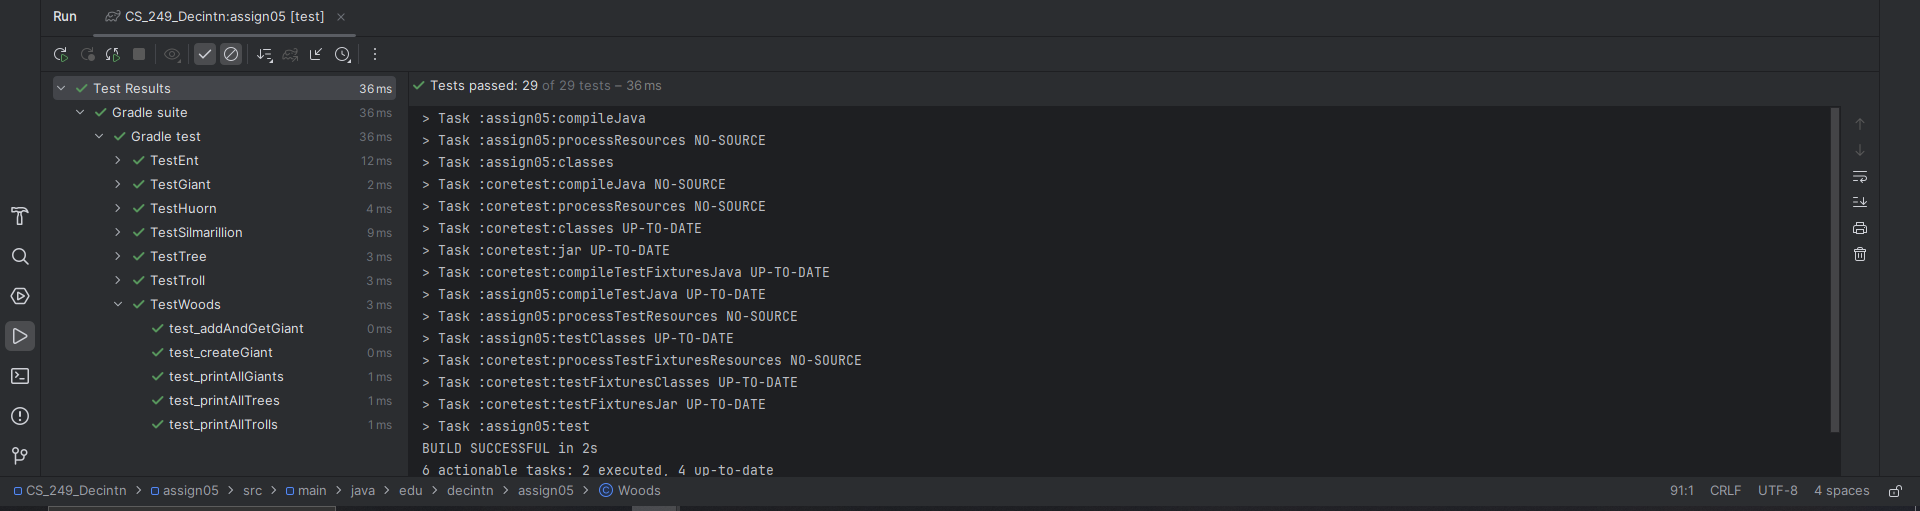 Run CS_249_Decintn:assign05 [test]
Test Results 36 ms
Gradle suite 36 ms
Gradle test 36 ms
TestEnt 12 ms
TestGiant 2 ms
TestHuorn 4 ms
TestSilmarillion 9 ms
TestTree 3 ms
TestTroll 3 ms
TestWoods 3 ms
test_addAndGetGiant 0 ms
test_createGiant 0 ms
test_printAllGiants 1 ms
test_printAllTrees 1 ms
test_printAllTrolls 1 ms
Tests passed: 29 of 29 tests – 36 ms
> Task :assign05:compileJava
> Task :assign05:processResources NO-SOURCE
> Task :assign05:classes
> Task :coretest:compileJava NO-SOURCE
> Task :coretest:processResources NO-SOURCE
> Task :coretest:classes UP-TO-DATE
> Task :coretest:jar UP-TO-DATE
> Task :coretest:compileTestFixturesJava UP-TO-DATE
> Task :assign05:compileTestJava UP-TO-DATE
> Task :assign05:processTestResources NO-SOURCE
> Task :assign05:testClasses UP-TO-DATE
> Task :coretest:processTestFixturesResources NO-SOURCE
> Task :coretest:testFixturesClasses UP-TO-DATE
> Task :coretest:testFixturesJar UP-TO-DATE
> Task :assign05:test
BUILD SUCCESSFUL in 2s
6 actionable tasks: 2 executed, 4 up-to-date
CS_249_Decintn > assign05 > src > main > java > edu > decintn > assign05 > Woods 91:1 CRLF UTF-8 4 spaces